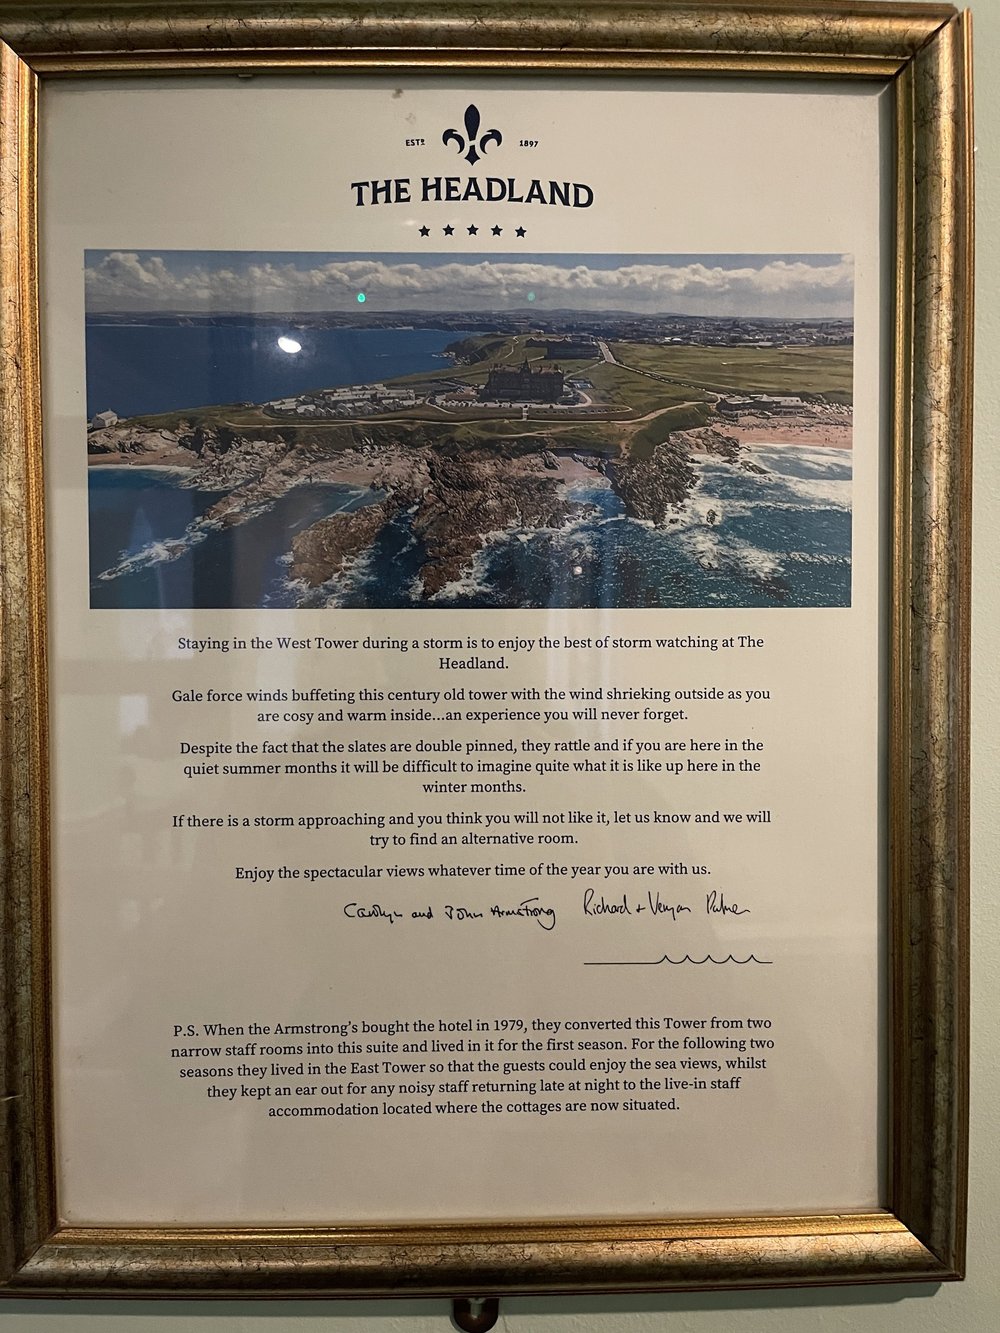 ESTD 1897
THE HEADLAND
Staying in the West Tower during a storm is to enjoy the best of storm watching at The
Headland.
Gale force winds buffeting this century old tower with the wind shrieking outside as you
are cosy and warm inside...an experience you will never forget.
Despite the fact that the slates are double pinned, they rattle and if you are here in the
quiet summer months it will be difficult to imagine quite what it is like up here in the
winter months.
If there is a storm approaching and you think you will not like it, let us know and we will
try to find an alternative room.
Enjoy the spectacular views whatever time of the year you are with us.
Carolyn and John Armstrong Richard + Veryan Palmer
P.S. When the Armstrong's bought the hotel in 1979, they converted this Tower from two
narrow staff rooms into this suite and lived in it for the first season. For the following two
seasons they lived in the East Tower so that the guests could enjoy the sea views, whilst
they kept an ear out for any noisy staff returning late at night to the live-in staff
accommodation located where the cottages are now situated.